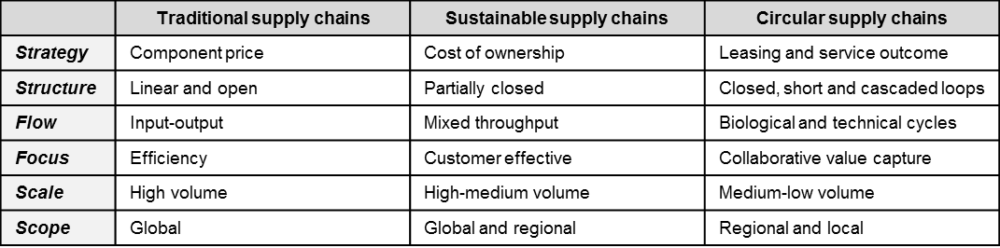 Traditional supply chains Sustainable supply chains Circular supply chains
Strategy Component price Cost of ownership Leasing and service outcome
Structure Linear and open Partially closed Closed, short and cascaded loops
Flow Input-output Mixed throughput Biological and technical cycles
Focus Efficiency Customer effective Collaborative value capture
Scale High volume High-medium volume Medium-low volume
Scope Global Global and regional Regional and local